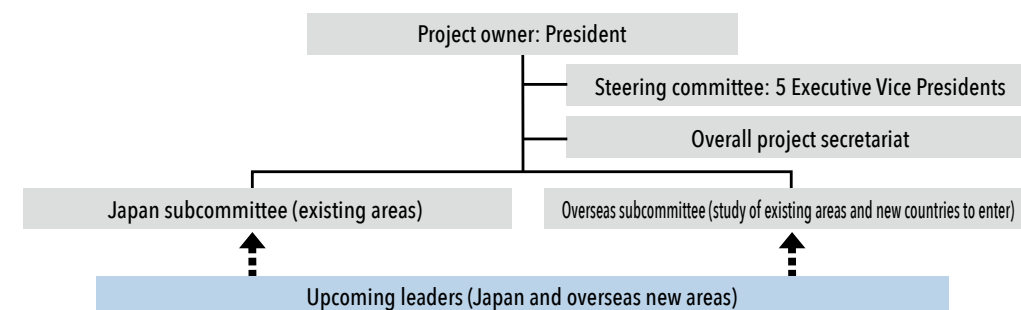 Project owner: President
Steering committee: 5 Executive Vice Presidents
Overall project secretariat
Japan subcommittee (existing areas)
Overseas subcommittee (study of existing areas and new countries to enter)
Upcoming leaders (Japan and overseas new areas)